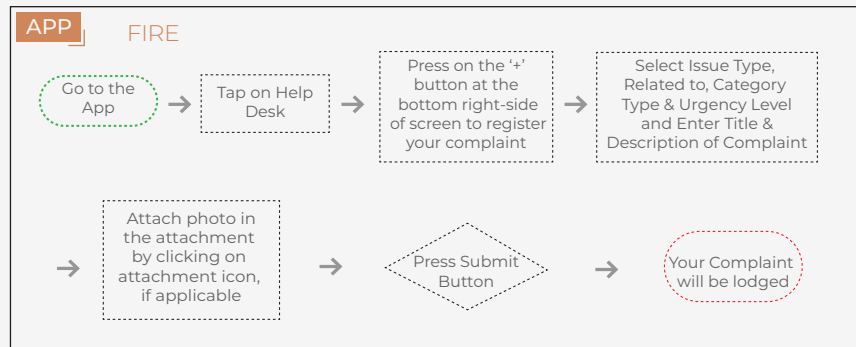 APP
FIRE
Go to the
App
Tap on Help
Desk
Press on the ‘+’
button at the
bottom right-side
of screen to register
your complaint
Select Issue Type,
Related to, Category
Type & Urgency Level
and Enter Title &
Description of Complaint
Attach photo in
the attachment
by clicking on
attachment icon,
if applicable
Press Submit
Button
Your Complaint
will be lodged